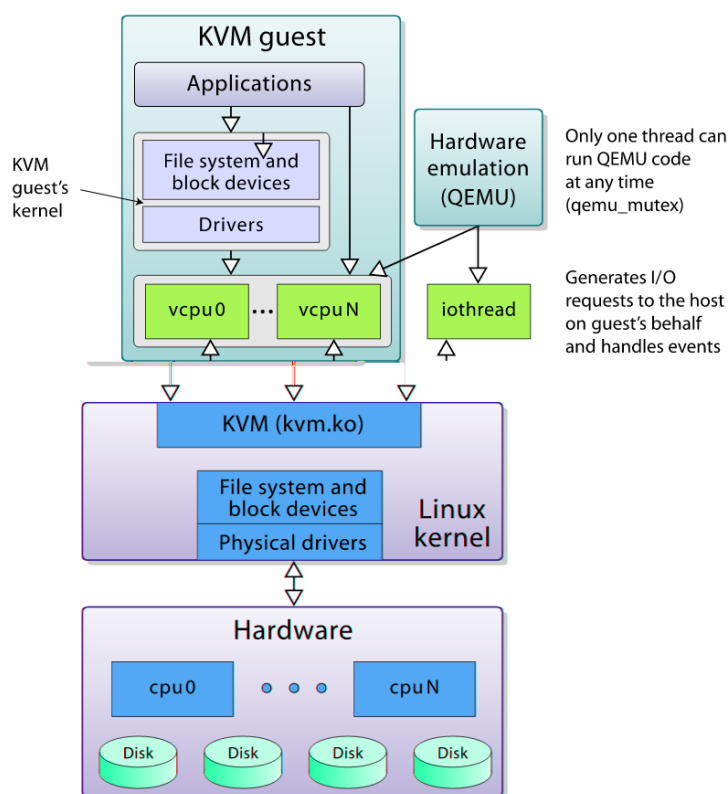 KVM guest
Applications
File system and
block devices
Drivers
KVM
guest's
kernel
vcpu0 ... vcpuN
Hardware
emulation
(QEMU)
Only one thread can
run QEMU code
at any time
(qemu_mutex)
iothread
Generates I/O
requests to the host
on guest's behalf
and handles events
KVM (kvm.ko)
File system and
block devices
Physical drivers
Linux
kernel
Hardware
cpu0
cpuN
Disk
Disk
Disk
Disk